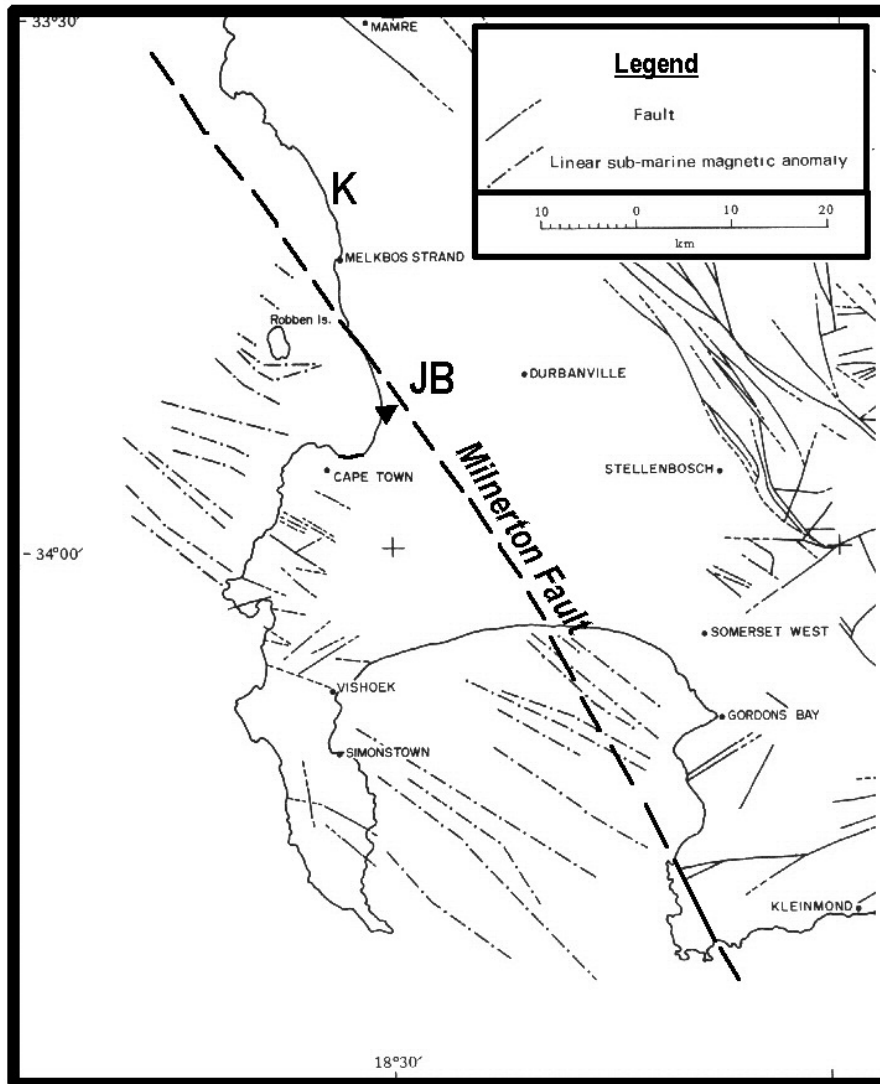 33°30′
MAMRE
Legend
Fault
Linear sub-marine magnetic anomaly
10 0 10 20
km
K
MELKBOS STRAND
Robben Is.
JB
DURBANVILLE
Milnerton Fault
STELLENBOSCH
CAPE TOWN
34°00′
SOMERSET WEST
VISHOEK
GORDONS BAY
SIMONSTOWN
KLEINMOND
18°30′